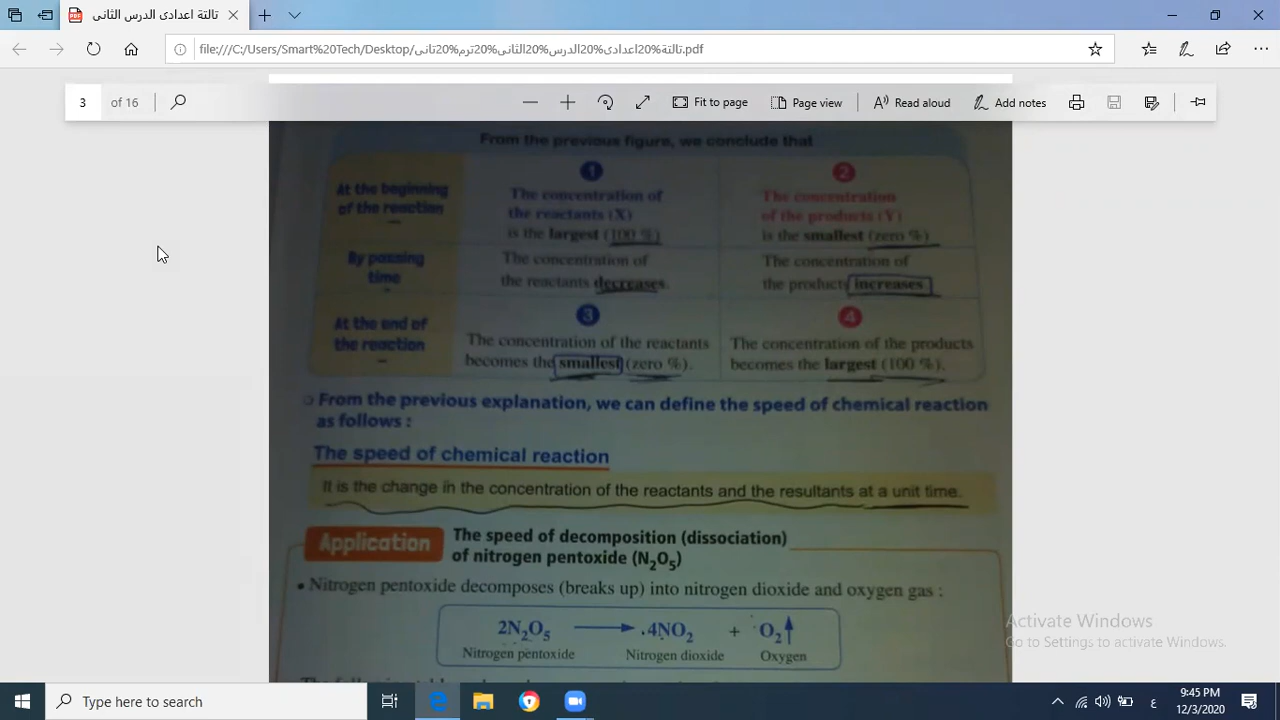 تالتة اعدادى الدرس الثانى
file:///C:/Users/Smart%20Tech/Desktop/تالتة%20اعدادى%20الدرس%20الثانى%20ترم%20تانى.pdf
3 of 16
Fit to page
Page view
Read aloud
Add notes
From the previous figure, we conclude that
At the beginning
of the reaction
1
The concentration of
the reactants (X)
is the largest (100 %)
2
The concentration
of the products (Y)
is the smallest (zero %)
By passing
time
The concentration of
the reactants decreases.
The concentration of
the product increases.
At the end of
the reaction
3
The concentration of the reactants
becomes the smallest (zero %).
4
The concentration of the products
becomes the largest (100 %).
From the previous explanation, we can define the speed of chemical reaction
as follows :
The speed of chemical reaction
It is the change in the concentration of the reactants and the resultants at a unit time.
Application
The speed of decomposition (dissociation)
of nitrogen pentoxide (N₂O₅)
• Nitrogen pentoxide decomposes (breaks up) into nitrogen dioxide and oxygen gas :
2N₂O₅ → 4NO₂ + O₂↑
Nitrogen pentoxide Nitrogen dioxide Oxygen
Activate Windows
Go to Settings to activate Windows.
Type here to search
ع
9:45 PM
12/3/2020